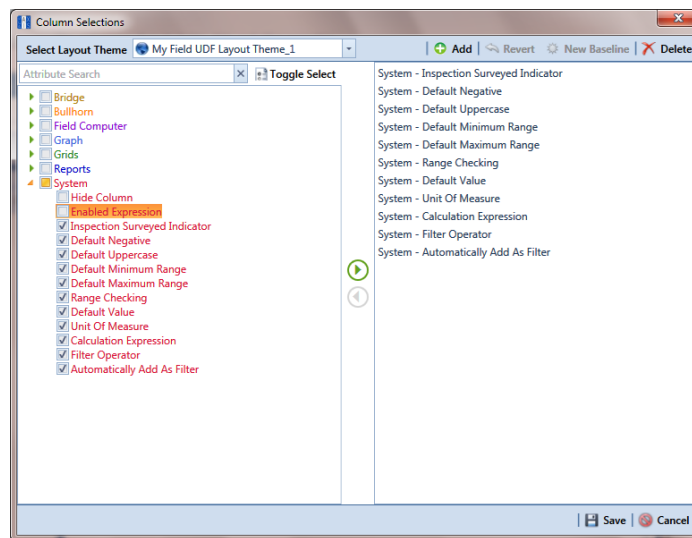 Column Selections
Select Layout Theme My Field UDF Layout Theme_1 Add Revert New Baseline Delete
Attribute Search Toggle Select
Bridge
Bullhorn
Field Computer
Graph
Grids
Reports
System
Hide Column
Enabled Expression
Inspection Surveyed Indicator
Default Negative
Default Uppercase
Default Minimum Range
Default Maximum Range
Range Checking
Default Value
Unit Of Measure
Calculation Expression
Filter Operator
Automatically Add As Filter
System - Inspection Surveyed Indicator
System - Default Negative
System - Default Uppercase
System - Default Minimum Range
System - Default Maximum Range
System - Range Checking
System - Default Value
System - Unit Of Measure
System - Calculation Expression
System - Filter Operator
System - Automatically Add As Filter
Save Cancel